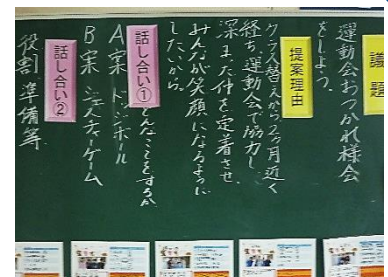 議題
運動会おつかれ様会
をしよう。
提案理由
クラス替えから2ヶ月近く
経ち、運動会で協力し、
深まった仲を定着させ、
みんなが笑顔になるように
したいから。
話し合い①
どんなことをするか
A案 ドッジボール
B案 ジェスチャーゲーム
話し合い②
役割、準備等